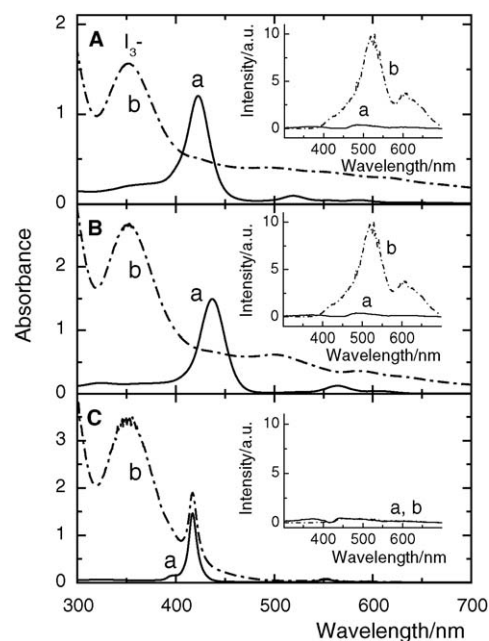 A
I₃-
b
a
2
1
0
Intensity/a.u.
10
5
0
b
a
400 500 600
Wavelength/nm
B
b
a
2
1
0
Intensity/a.u.
10
5
0
b
a
400 500 600
Wavelength/nm
C
b
a
3
2
1
0
Intensity/a.u.
10
5
0
a, b
400 500 600
Wavelength/nm
Absorbance
300 400 500 600 700
Wavelength/nm